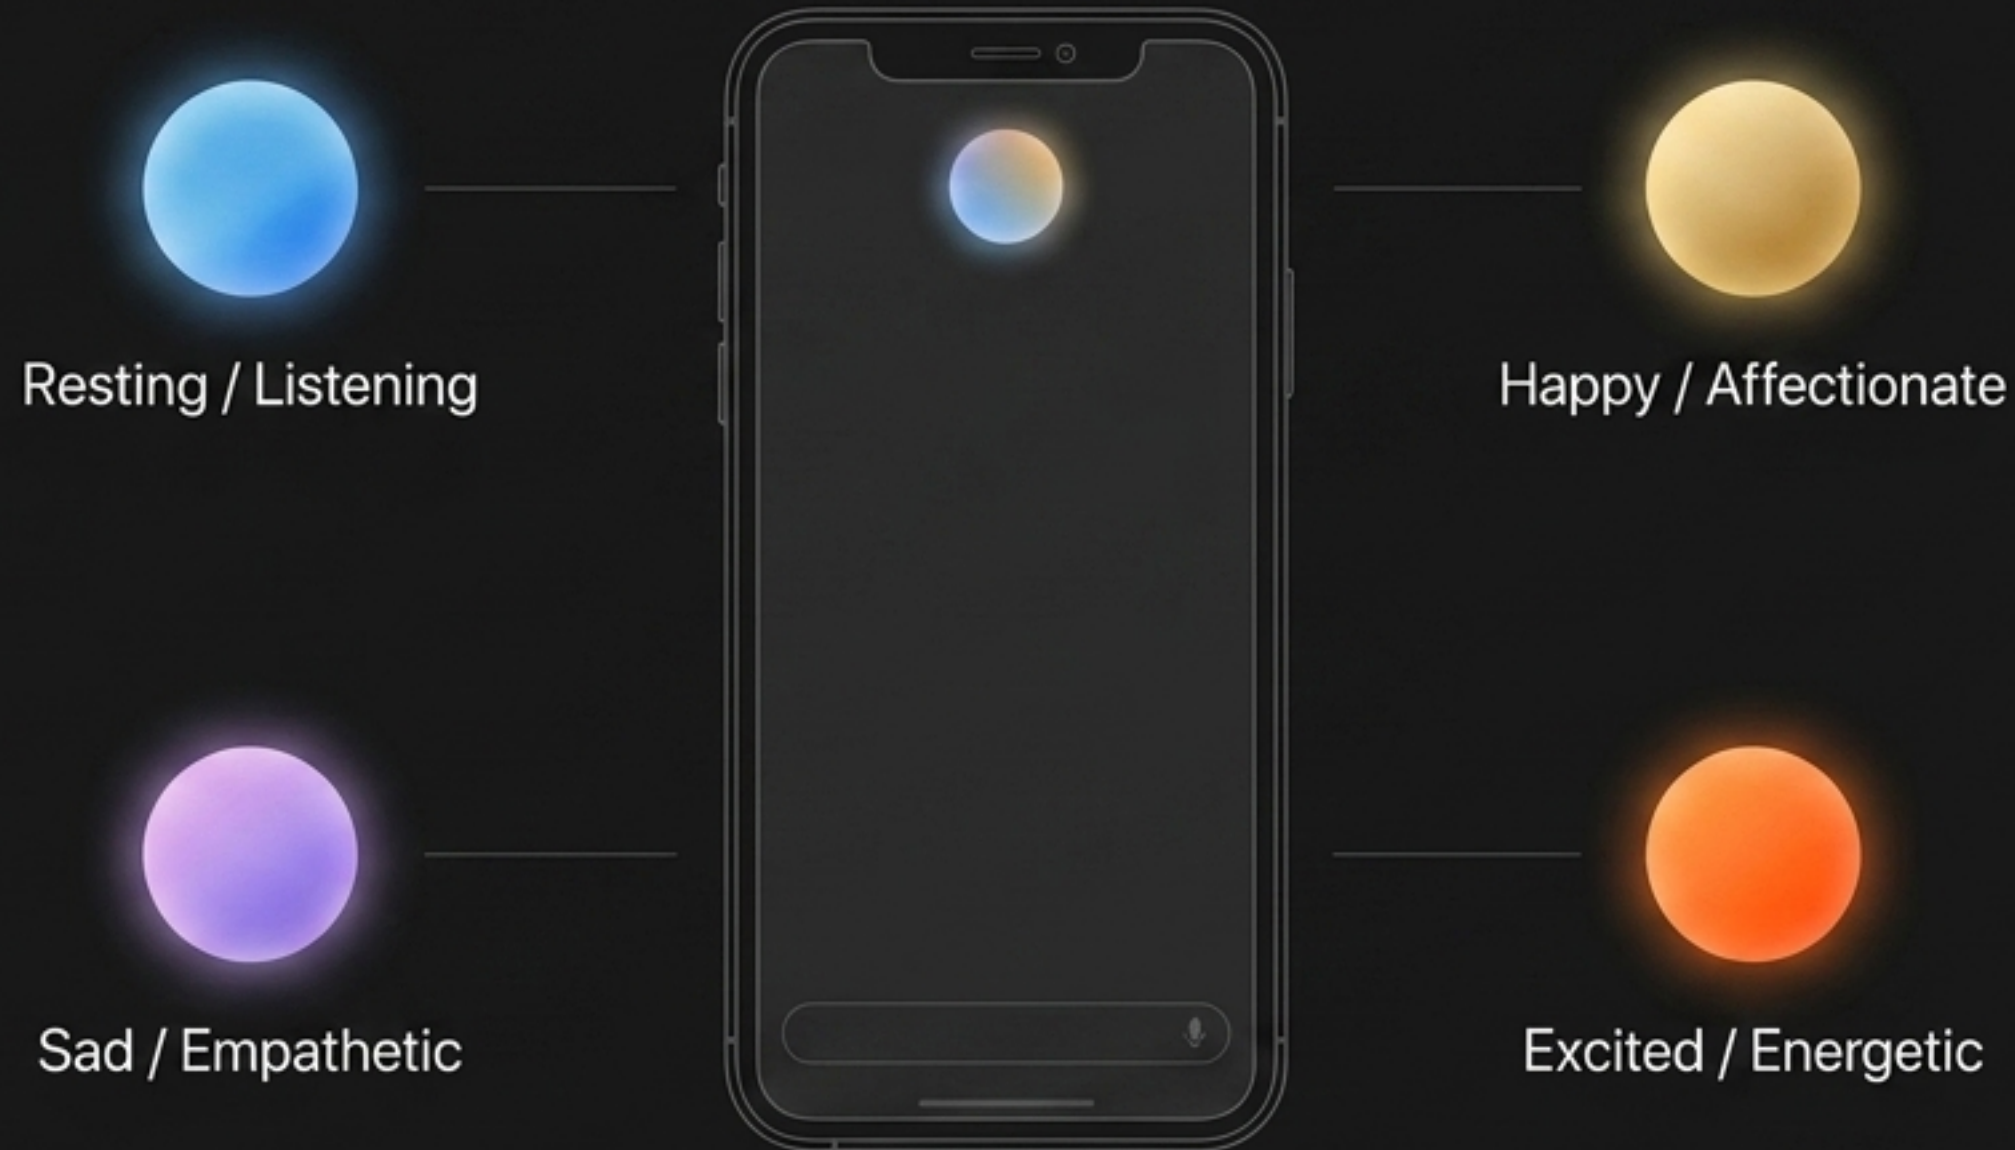 Resting / Listening
Happy / Affectionate
Sad / Empathetic
Excited / Energetic